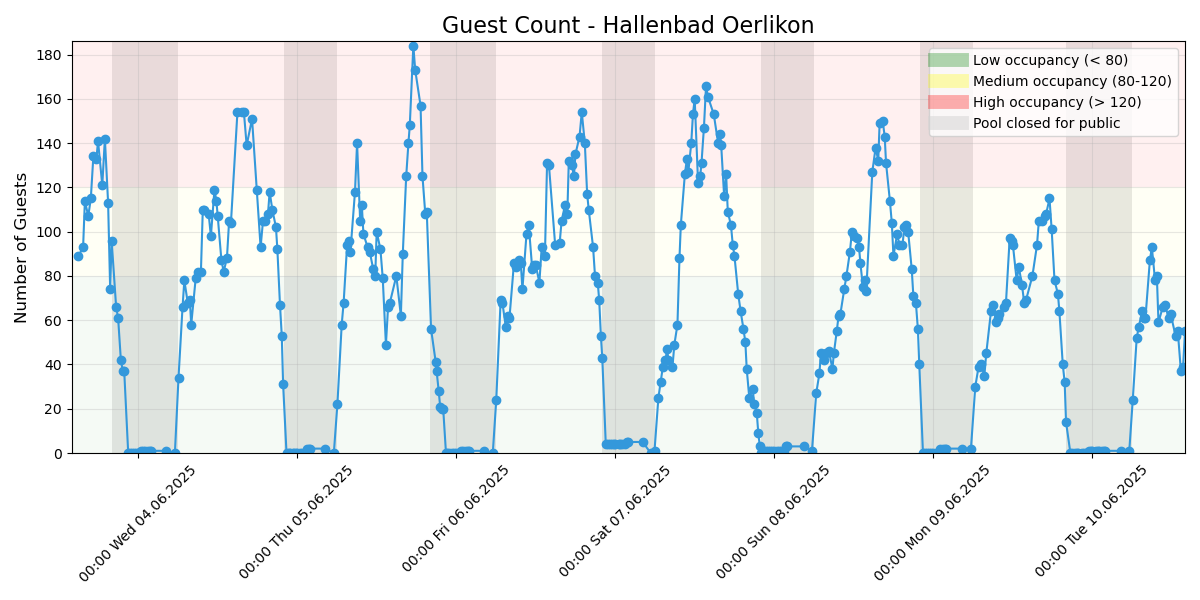 Guest Count - Hallenbad Oerlikon
Number of Guests
180
160
140
120
100
80
60
40
20
0
Low occupancy (< 80)
Medium occupancy (80-120)
High occupancy (> 120)
Pool closed for public
00:00 Wed 04.06.2025
00:00 Thu 05.06.2025
00:00 Fri 06.06.2025
00:00 Sat 07.06.2025
00:00 Sun 08.06.2025
00:00 Mon 09.06.2025
00:00 Tue 10.06.2025